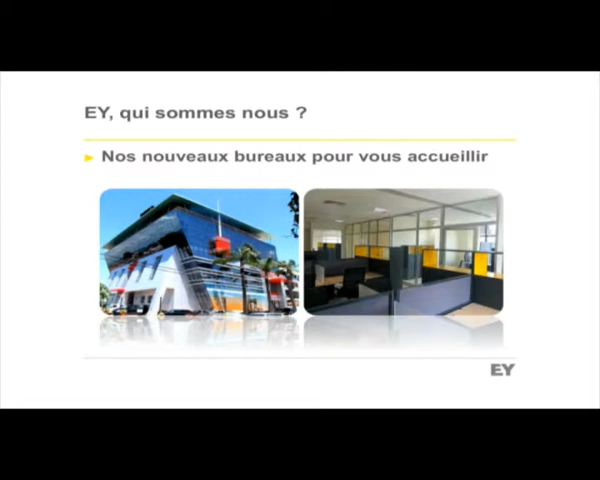 EY, qui sommes nous ?
► Nos nouveaux bureaux pour vous accueillir
EY